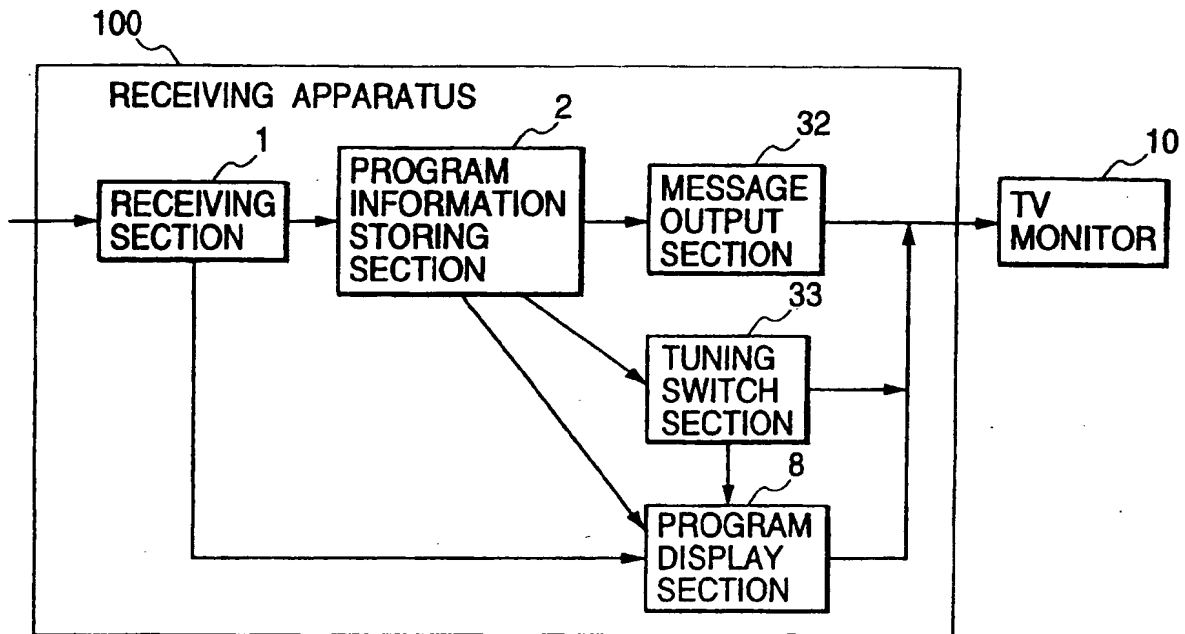 100
RECEIVING APPARATUS
1
RECEIVING
SECTION
2
PROGRAM
INFORMATION
STORING
SECTION
32
MESSAGE
OUTPUT
SECTION
10
TV
MONITOR
33
TUNING
SWITCH
SECTION
8
PROGRAM
DISPLAY
SECTION